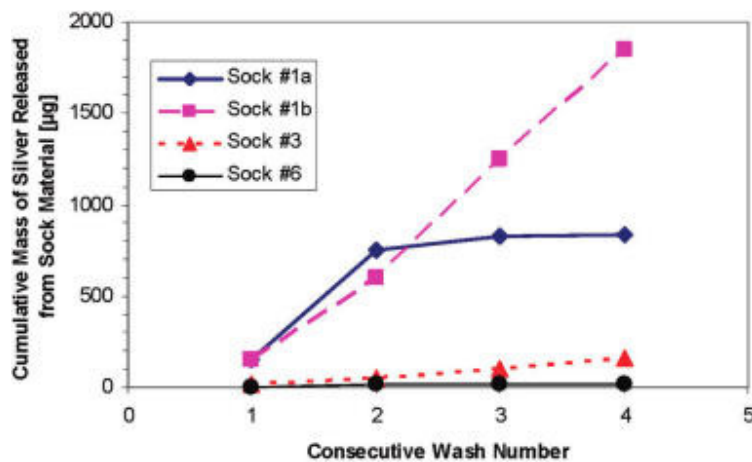 2000
1500
1000
500
0
Cumulative Mass of Silver Released
from Sock Material [µg]
Sock #1a
Sock #1b
Sock #3
Sock #6
0 1 2 3 4 5
Consecutive Wash Number